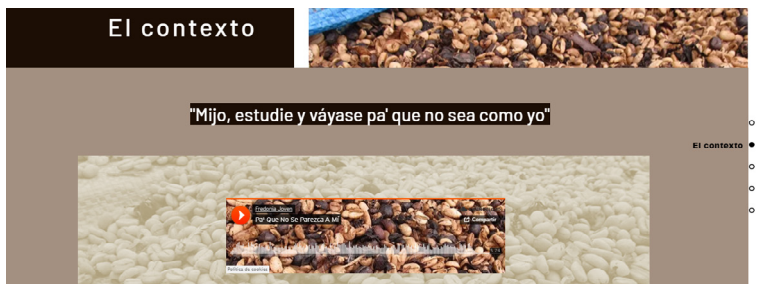 El contexto
"Mijo, estudie y váyase pa' que no sea como yo"
El contexto
Fredonia Joven
Pa' Que No Se Parezca A Mí
Compartir
Política de cookies